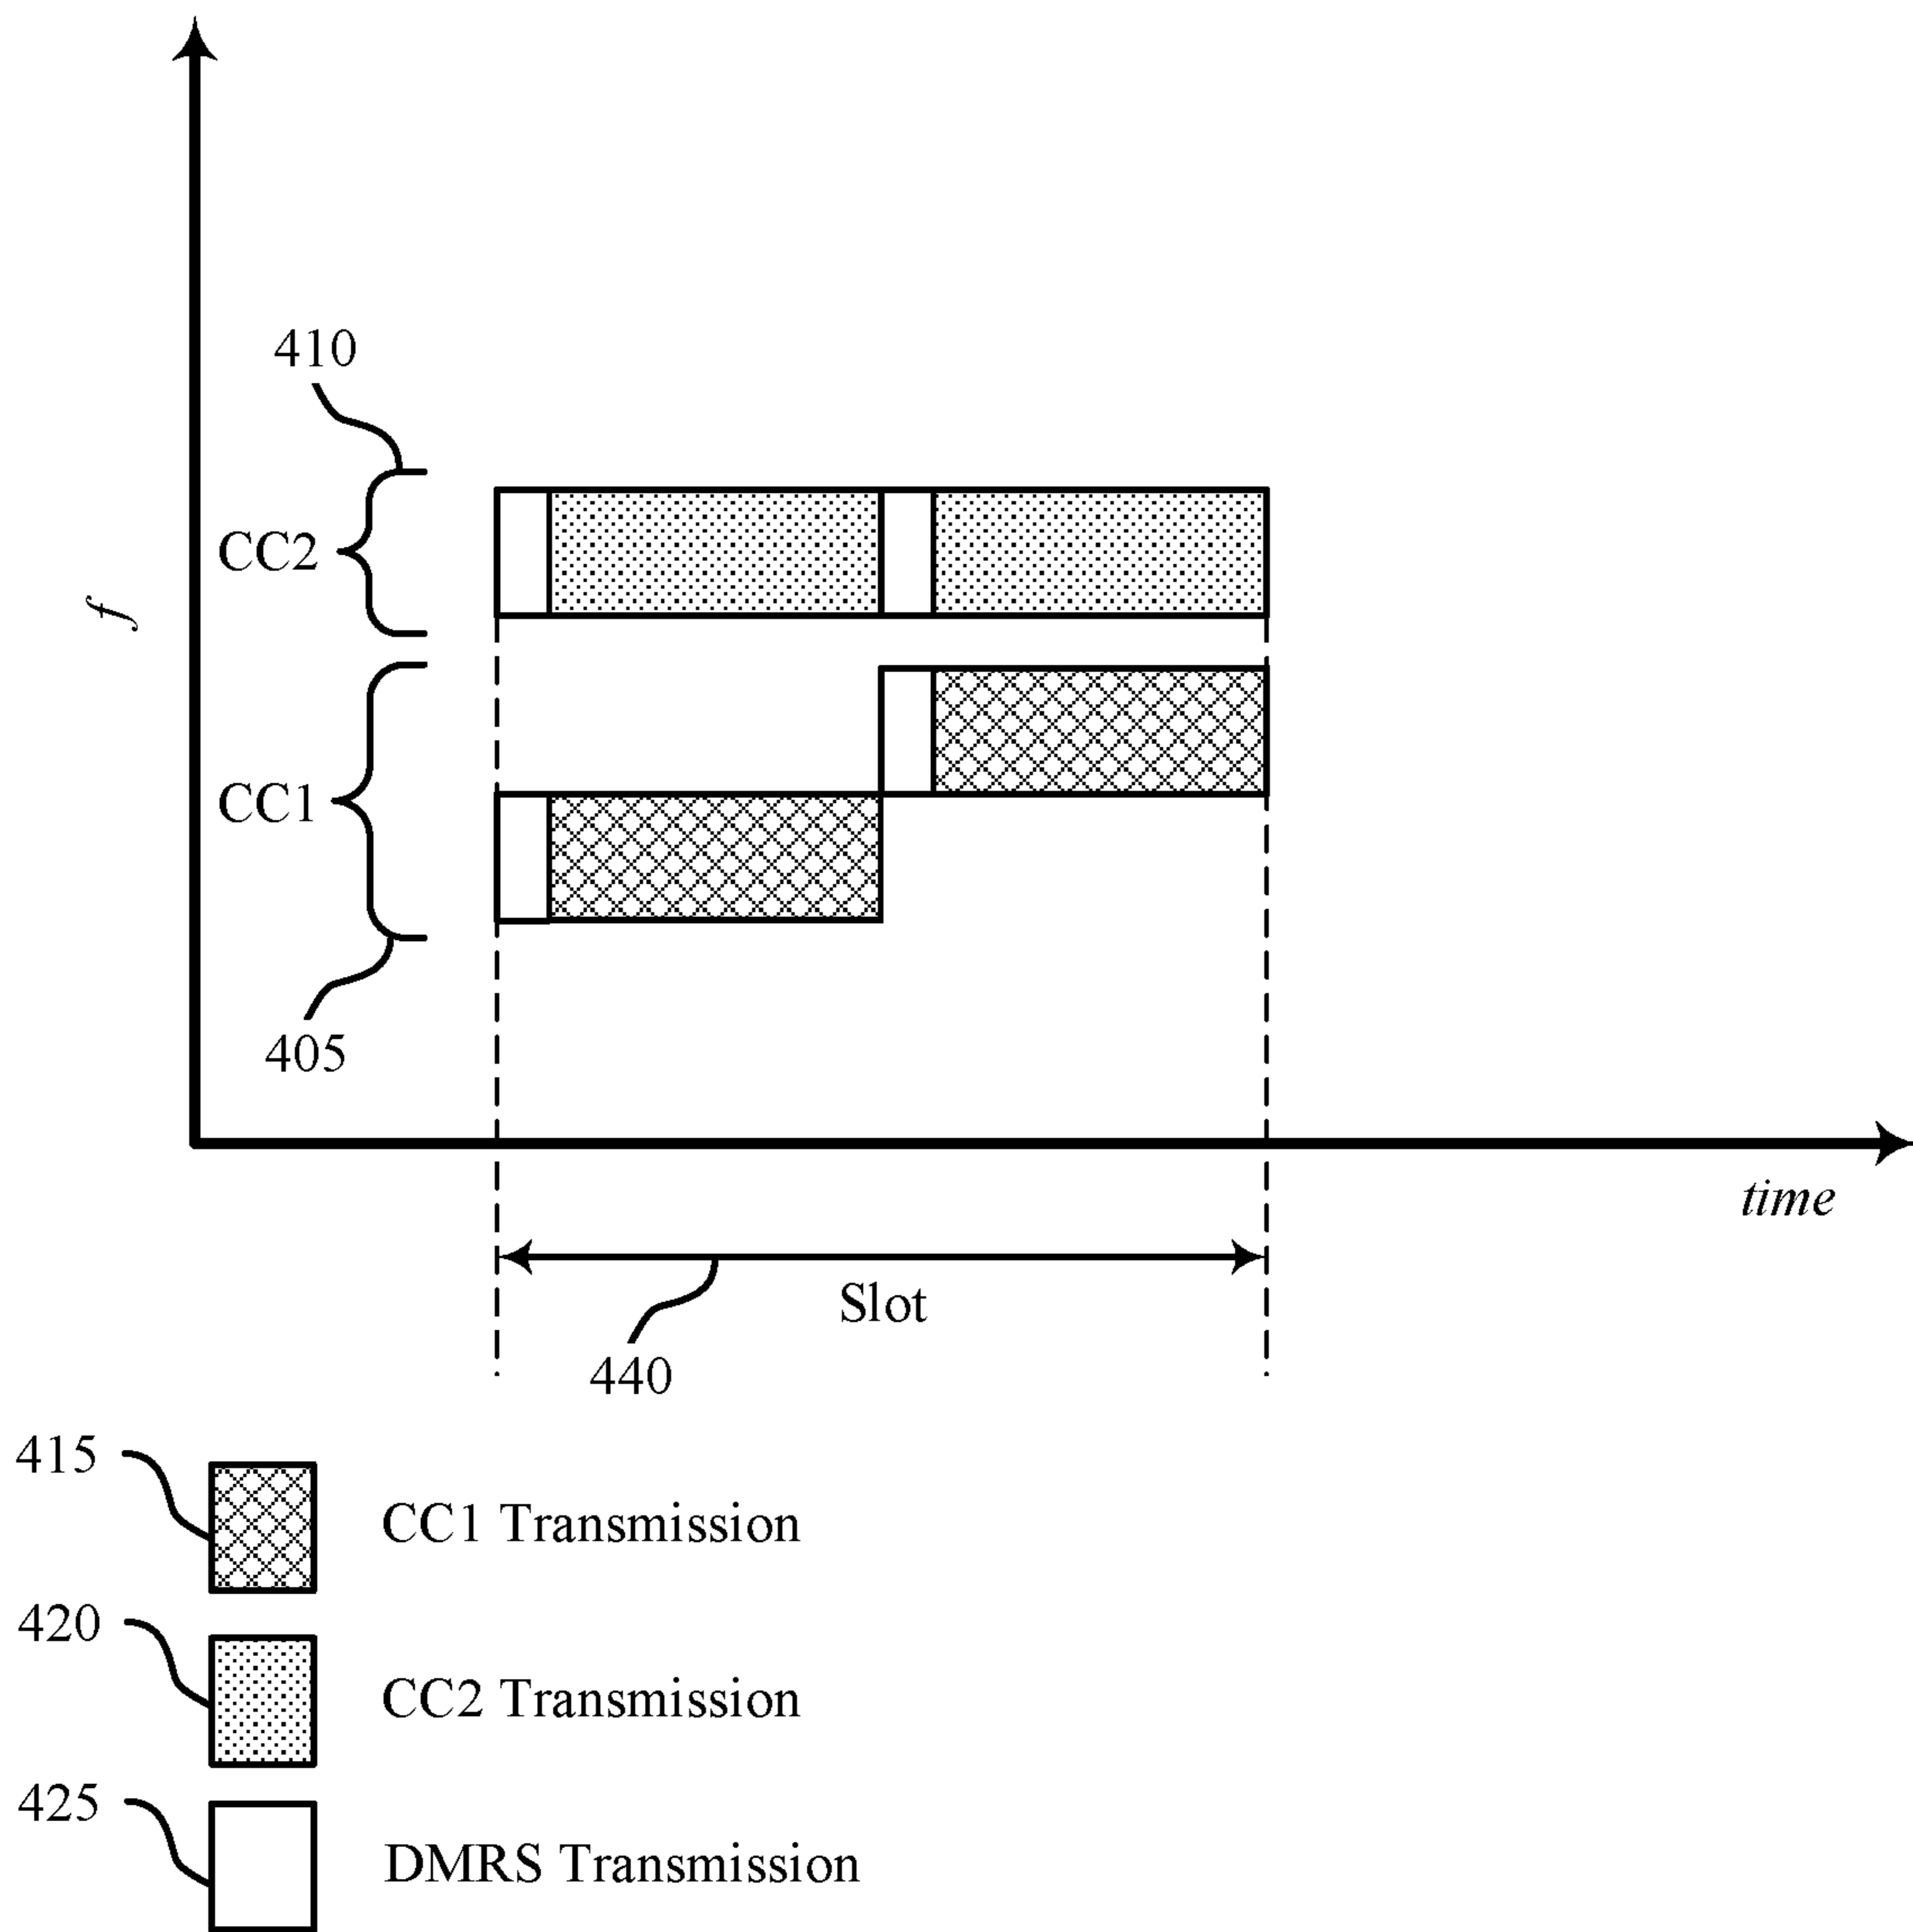 410
CC2
f
CC1
405
time
Slot
440
415
CC1 Transmission
420
CC2 Transmission
425
DMRS Transmission